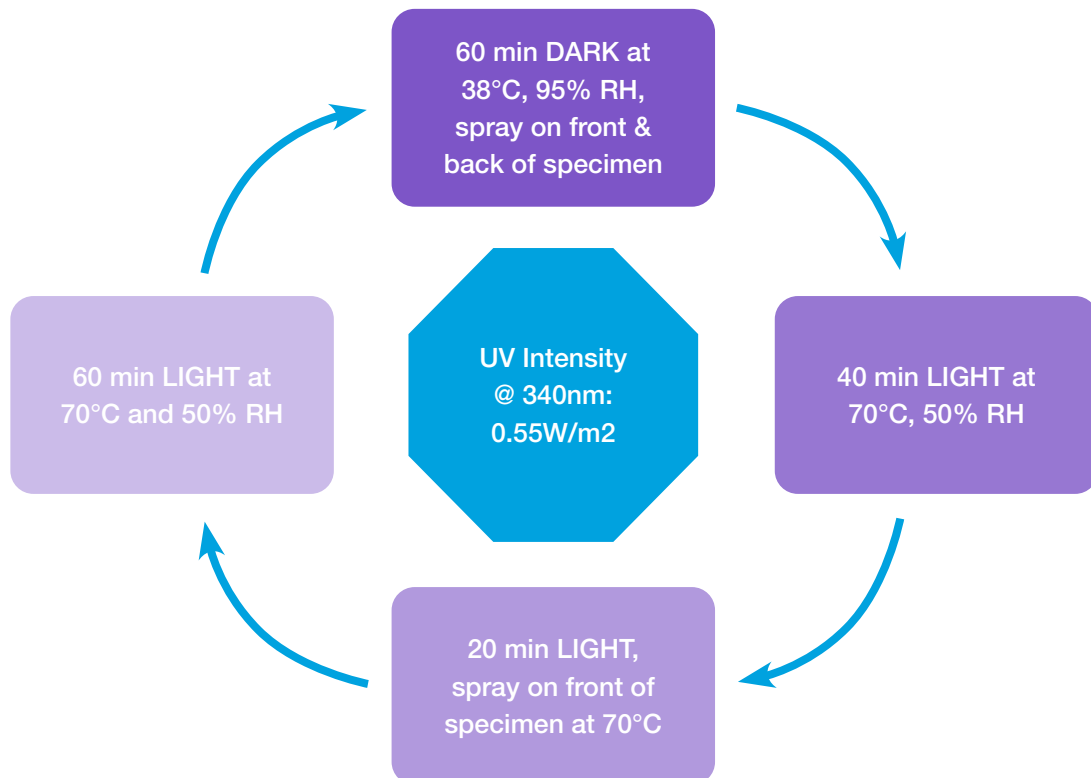 60 min DARK at
38°C, 95% RH,
spray on front &
back of specimen
60 min LIGHT at
70°C and 50% RH
UV Intensity
@ 340nm:
0.55W/m2
40 min LIGHT at
70°C, 50% RH
20 min LIGHT,
spray on front of
specimen at 70°C